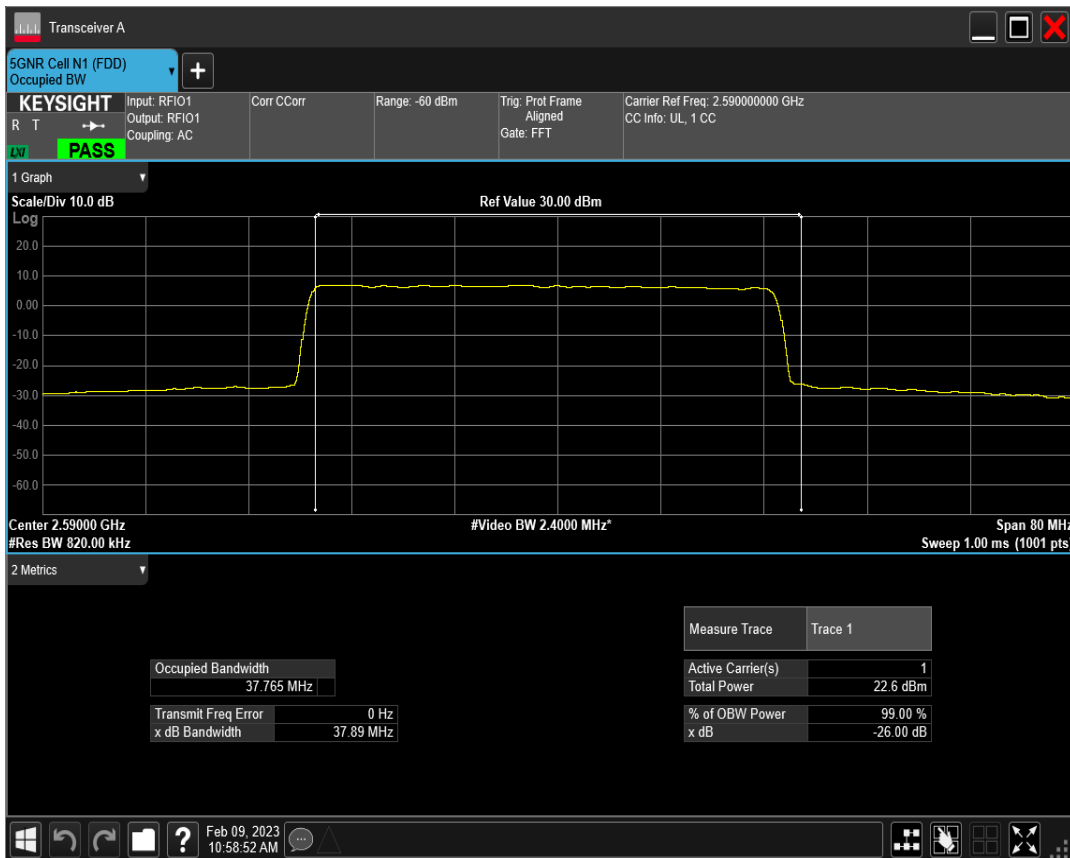 Transceiver A
5GNR Cell N1 (FDD)
Occupied BW
+
KEYSIGHT
R T
LXI
PASS
Input: RFIO1
Output: RFIO1
Coupling: AC
Corr CCorr
Range: -60 dBm
Trig: Prot Frame
Aligned
Gate: FFT
Carrier Ref Freq: 2.590000000 GHz
CC Info: UL, 1 CC
1 Graph
Scale/Div 10.0 dB
Ref Value 30.00 dBm
Log
20.0
10.0
0.00
-10.0
-20.0
-30.0
-40.0
-50.0
-60.0
Center 2.59000 GHz
#Video BW 2.4000 MHz*
Span 80 MHz
#Res BW 820.00 kHz
Sweep 1.00 ms (1001 pts)
2 Metrics
Measure Trace Trace 1
Occupied Bandwidth
37.765 MHz
Transmit Freq Error 0 Hz
x dB Bandwidth 37.89 MHz
Active Carrier(s) 1
Total Power 22.6 dBm
% of OBW Power 99.00 %
x dB -26.00 dB
?
Feb 09, 2023
10:58:52 AM